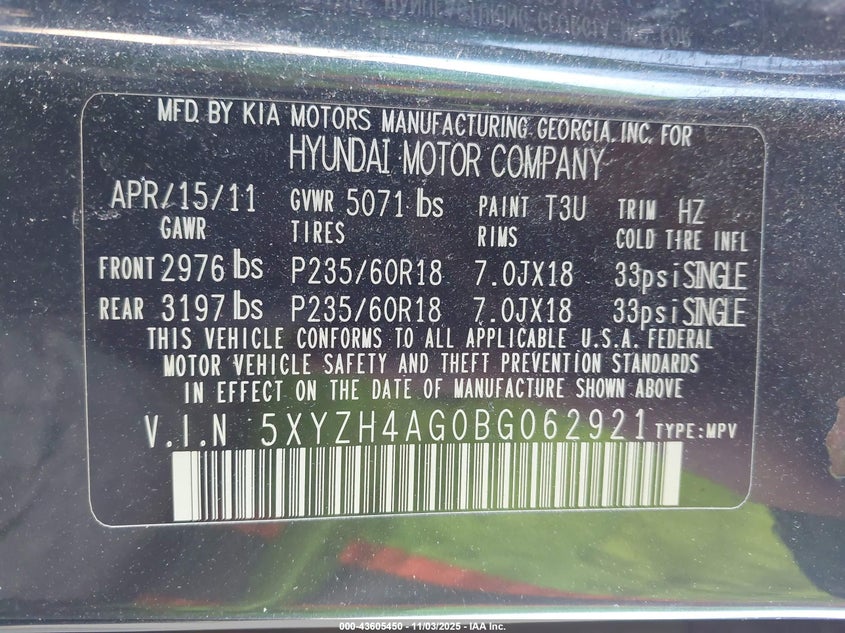 MFD. BY KIA MOTORS MANUFACTURING GEORGIA. INC. FOR
HYUNDAI MOTOR COMPANY
APR/15/11 GVWR 5071 lbs PAINT T3U TRIM HZ
GAWR TIRES RIMS COLD TIRE INFL
FRONT 2976 lbs P235/60R18 7.0JX18 33psi SINGLE
REAR 3197 lbs P235/60R18 7.0JX18 33psi SINGLE
THIS VEHICLE CONFORMS TO ALL APPLICABLE U.S.A. FEDERAL
MOTOR VEHICLE SAFETY AND THEFT PREVENTION STANDARDS
IN EFFECT ON THE DATE OF MANUFACTURE SHOWN ABOVE
V.I.N 5XYZH4AG0BG062921 TYPE:MPV
000-43605450 - 11/03/2025 - IAA Inc.